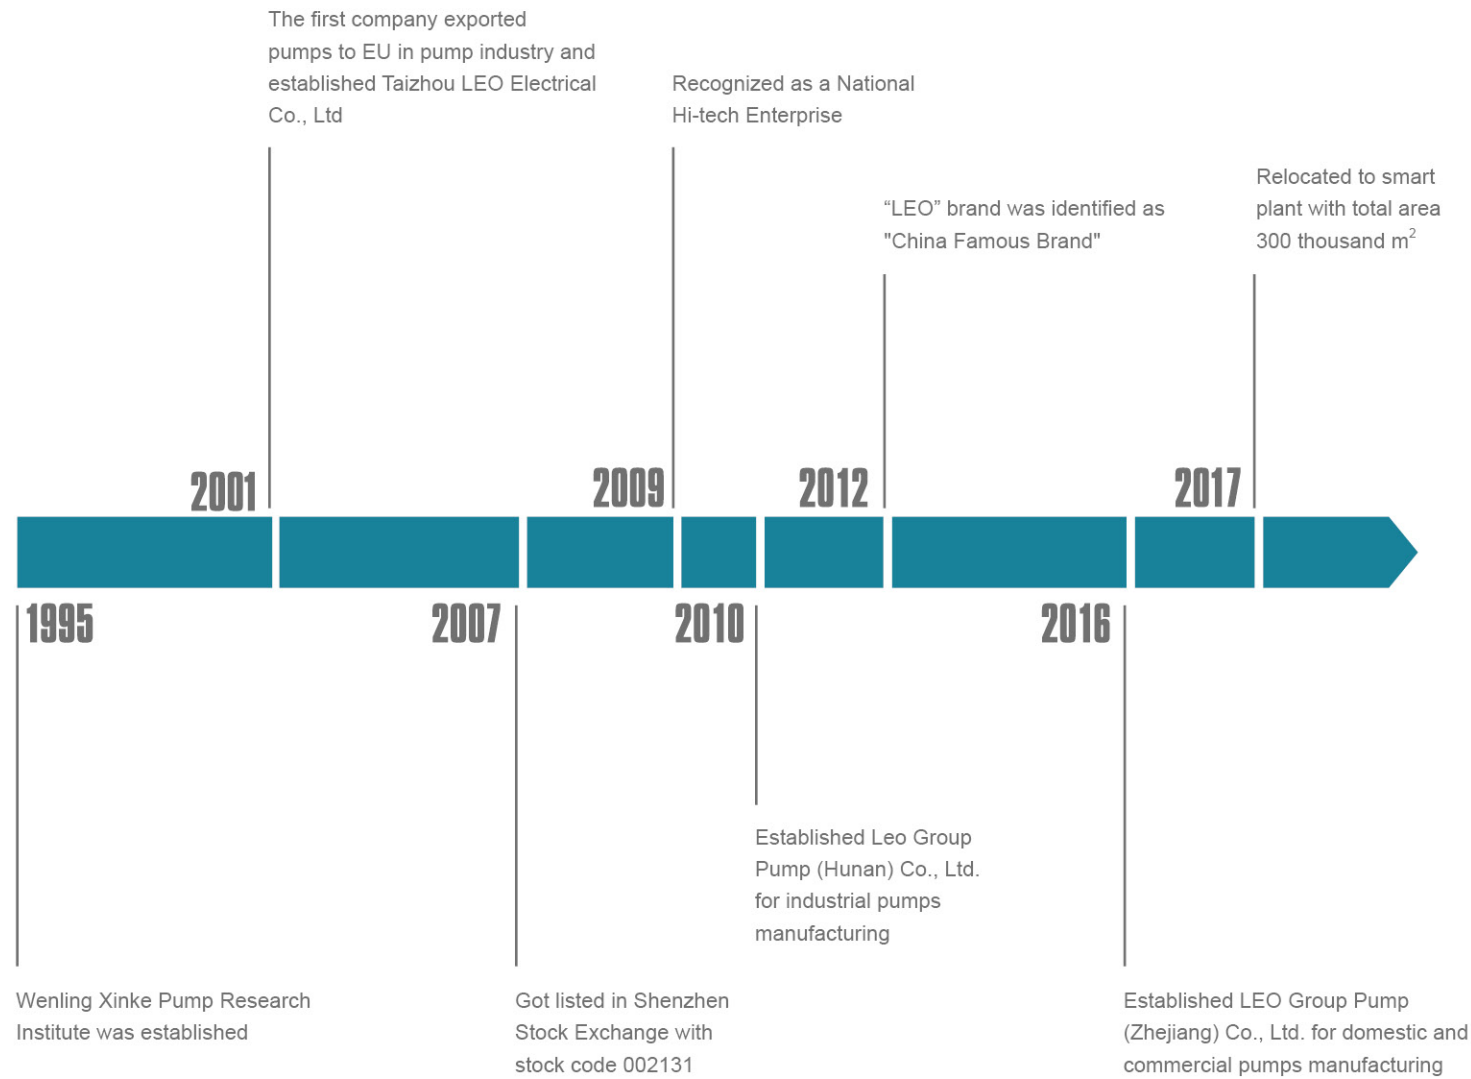 The first company exported
pumps to EU in pump industry and
established Taizhou LEO Electrical
Co., Ltd
Recognized as a National
Hi-tech Enterprise
“LEO” brand was identified as
"China Famous Brand"
Relocated to smart
plant with total area
300 thousand m²
2001
2009
2012
2017
1995
2007
2010
2016
Established Leo Group
Pump (Hunan) Co., Ltd.
for industrial pumps
manufacturing
Wenling Xinke Pump Research
Institute was established
Got listed in Shenzhen
Stock Exchange with
stock code 002131
Established LEO Group Pump
(Zhejiang) Co., Ltd. for domestic and
commercial pumps manufacturing